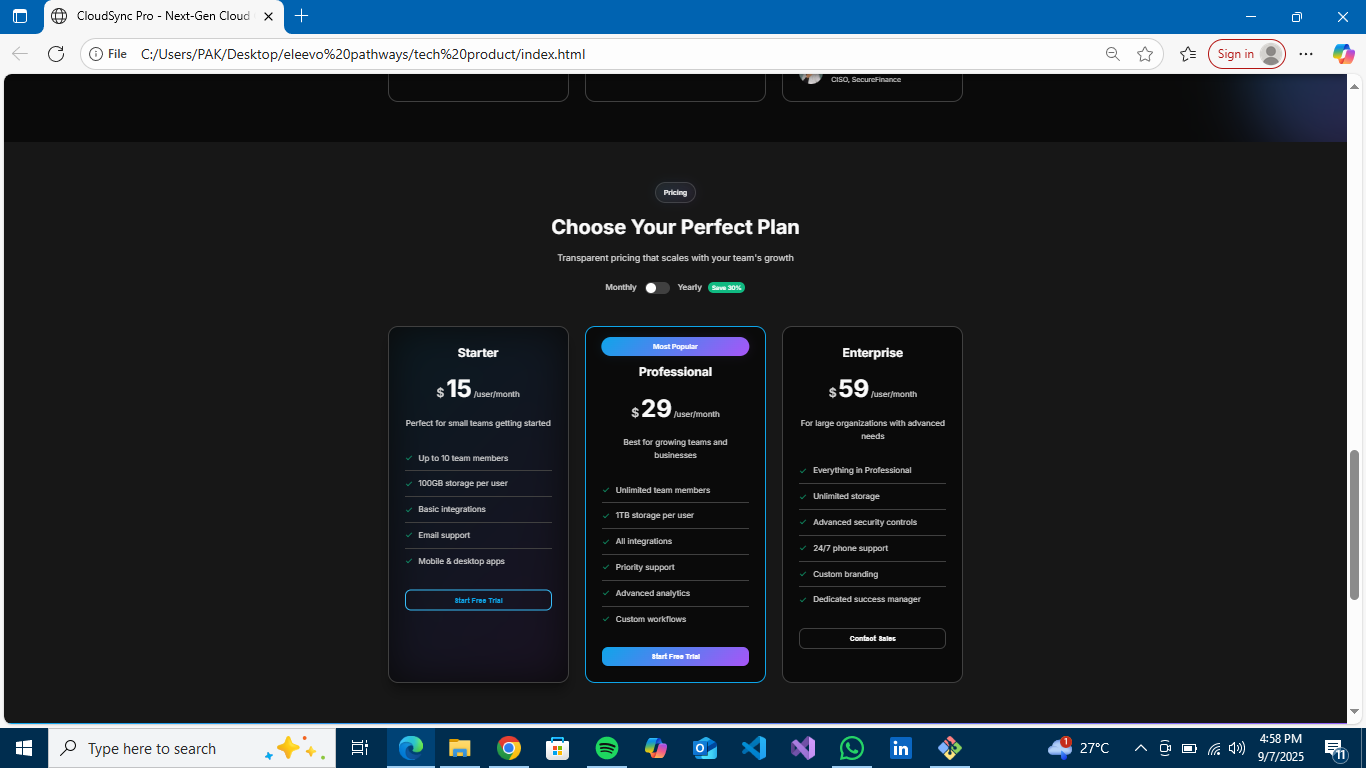 CloudSync Pro - Next-Gen Cloud
File
C:/Users/PAK/Desktop/eleevo%20pathways/tech%20product/index.html
Sign in
CISO, SecureFinance
Pricing
Choose Your Perfect Plan
Transparent pricing that scales with your team's growth
Monthly
Yearly
Save 30%
Starter
$15/user/month
Perfect for small teams getting started
✓ Up to 10 team members
✓ 100GB storage per user
✓ Basic integrations
✓ Email support
✓ Mobile & desktop apps
Start Free Trial
Most Popular
Professional
$29/user/month
Best for growing teams and
businesses
✓ Unlimited team members
✓ 1TB storage per user
✓ All integrations
✓ Priority support
✓ Advanced analytics
✓ Custom workflows
Start Free Trial
Enterprise
$59/user/month
For large organizations with advanced
needs
✓ Everything in Professional
✓ Unlimited storage
✓ Advanced security controls
✓ 24/7 phone support
✓ Custom branding
✓ Dedicated success manager
Contact Sales
Type here to search
1
27°C
4:58 PM
9/7/2025
11